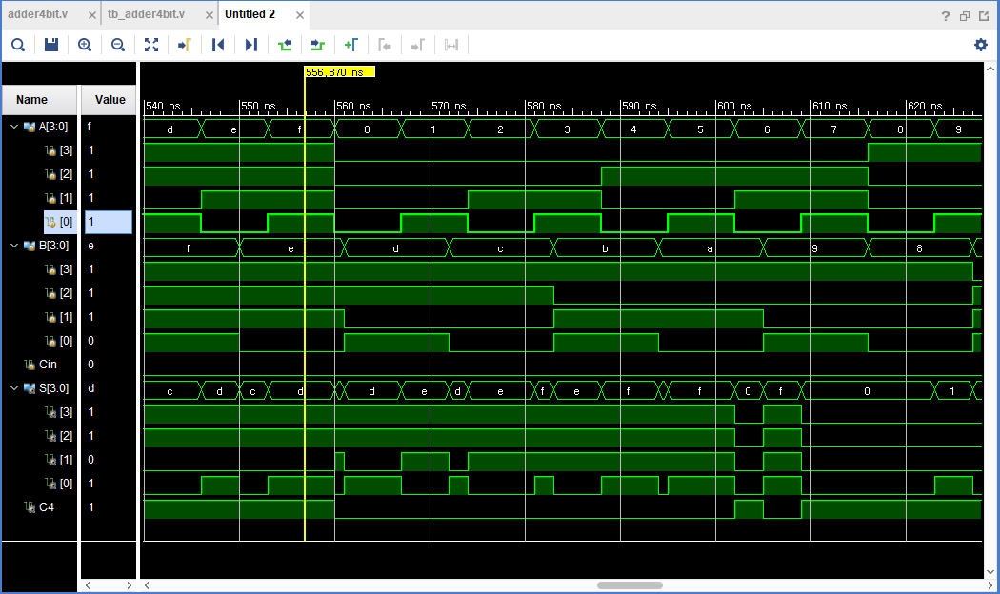 adder4bit.v × tb_adder4bit.v × Untitled 2 × ?
556,870 ns
Name Value 540 ns 550 ns 560 ns 570 ns 580 ns 590 ns 600 ns 610 ns 620 ns
A[3:0] f d e f 0 1 2 3 4 5 6 7 8 9
[3] 1
[2] 1
[1] 1
[0] 1
B[3:0] e f e d c b a 9 8
[3] 1
[2] 1
[1] 1
[0] 0
Cin 0
S[3:0] d c d c d d e d e f e f f 0 f 0 1
[3] 1
[2] 1
[1] 0
[0] 1
C4 1